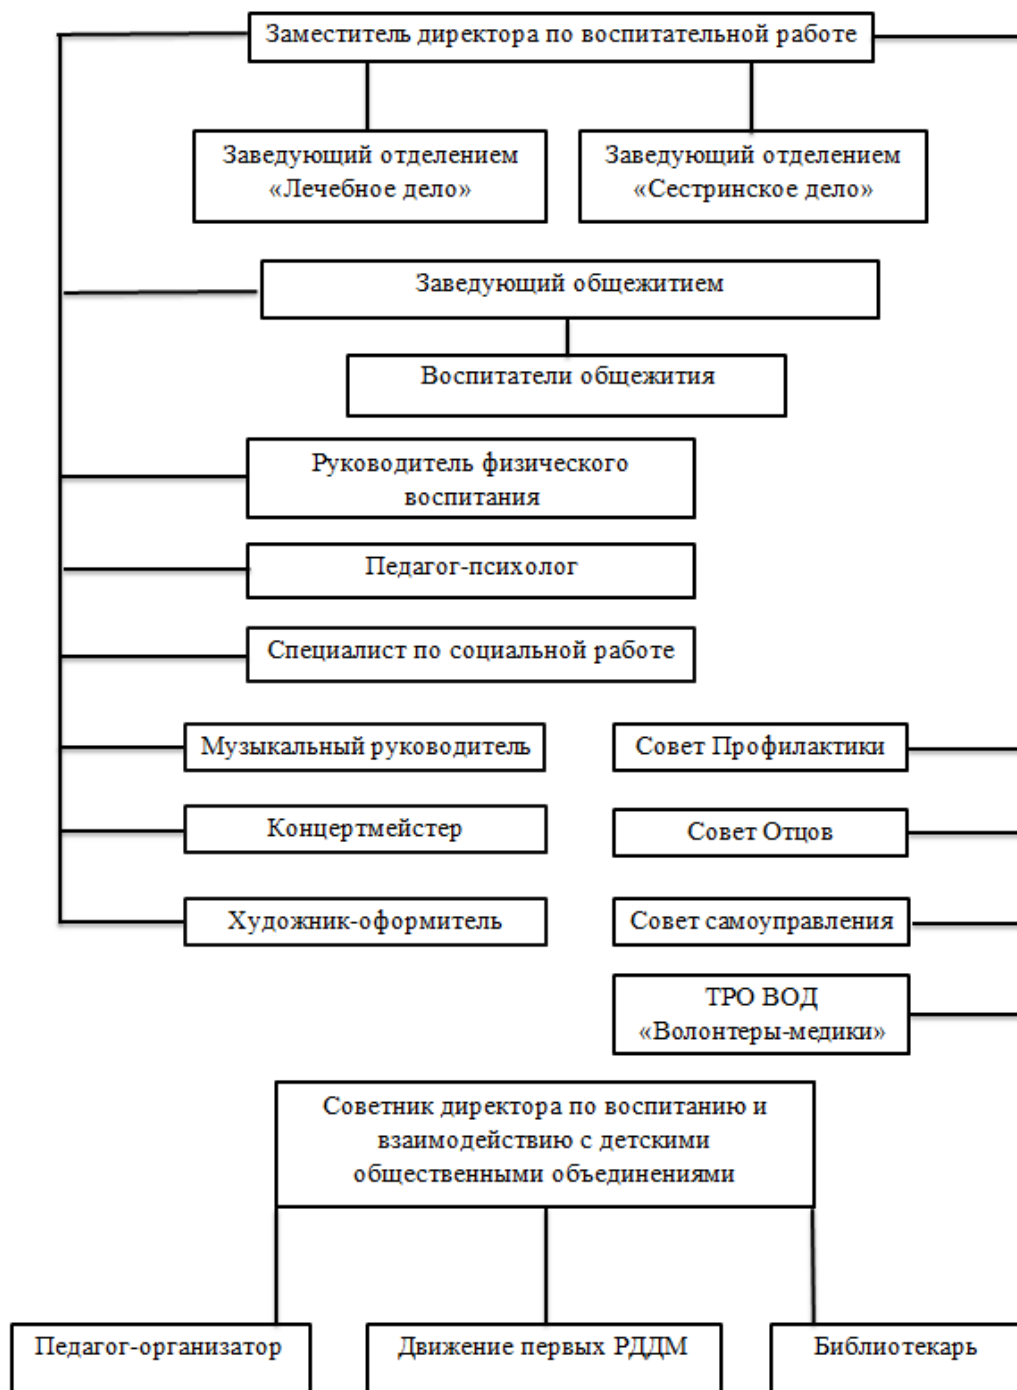 Заместитель директора по воспитательной работе
Заведующий отделением
«Лечебное дело»
Заведующий отделением
«Сестринское дело»
Заведующий общежитием
Воспитатели общежития
Руководитель физического
воспитания
Педагог-психолог
Специалист по социальной работе
Музыкальный руководитель
Совет Профилактики
Концертмейстер
Совет Отцов
Художник-оформитель
Совет самоуправления
ТРО ВОД
«Волонтеры-медики»
Советник директора по воспитанию и
взаимодействию с детскими
общественными объединениями
Педагог-организатор
Движение первых РДДМ
Библиотекарь